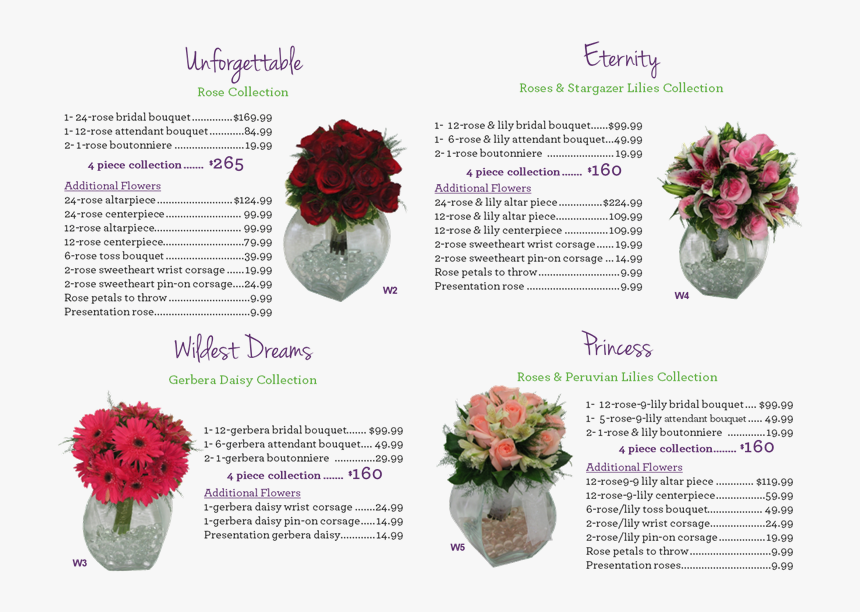 Unforgettable
Rose Collection
1- 24-rose bridal bouquet.............$169.99
1- 12-rose attendant bouquet...........84.99
2- 1-rose boutonniere ......................19.99
4 piece collection....... $265
Additional Flowers
24-rose altarpiece........................$124.99
24-rose centerpiece ....................... 99.99
12-rose altarpiece.......................... 99.99
12-rose centerpiece.........................79.99
6-rose toss bouquet.........................39.99
2-rose sweetheart wrist corsage......19.99
2-rose sweetheart pin-on corsage....24.99
Rose petals to throw.........................9.99
Presentation rose..............................9.99
W2
Eternity
Roses & Stargazer Lilies Collection
1- 12-rose & lily bridal bouquet......$99.99
1- 6-rose & lily attendant bouquet...49.99
2- 1-rose boutonniere ......................19.99
4 piece collection....... $160
Additional Flowers
24-rose & lily altar piece...............$224.99
12-rose & lily altar piece................109.99
12-rose & lily centerpiece ..............109.99
2-rose sweetheart wrist corsage..... 19.99
2-rose sweetheart pin-on corsage ... 14.99
Rose petals to throw..........................9.99
Presentation rose ..............................9.99
W4
Wildest Dreams
Gerbera Daisy Collection
1- 12-gerbera bridal bouquet....... $99.99
1- 6-gerbera attendant bouquet.... 49.99
2- 1-gerbera boutonniere ..............29.99
4 piece collection....... $160
Additional Flowers
1-gerbera daisy wrist corsage .......24.99
1-gerbera daisy pin-on corsage.....14.99
Presentation gerbera daisy............14.99
W3
Princess
Roses & Peruvian Lilies Collection
1- 12-rose-9-lily bridal bouquet.... $99.99
1- 5-rose-9-lily attendant bouquet ..... 49.99
2- 1-rose & lily boutonniere .............19.99
4 piece collection........ $160
Additional Flowers
12-rose9-9 lily altar piece ............ $119.99
12-rose-9-lily centerpiece................59.99
6-rose/lily toss bouquet.................. 49.99
2-rose/lily wrist corsage..................24.99
2-rose/lily pin-on corsage ...............19.99
Rose petals to throw..........................9.99
Presentation roses.............................9.99
W5